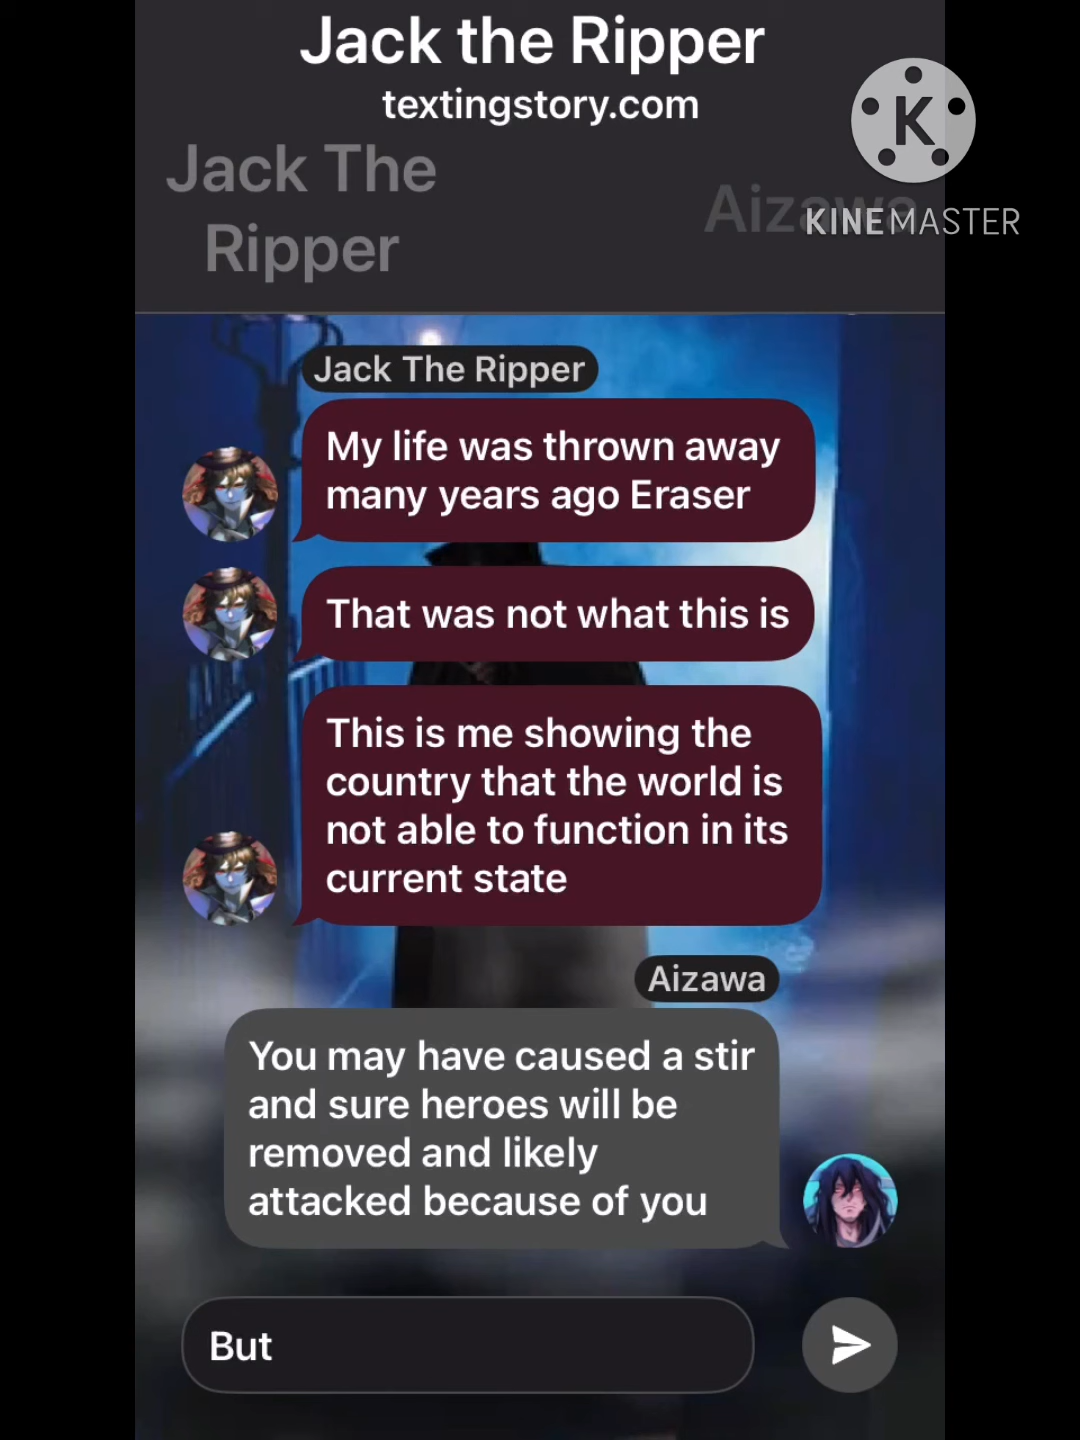 Jack the Ripper
textingstory.com
Jack The
Ripper
Aizawa
K
KINEMASTER
Jack The Ripper
My life was thrown away
many years ago Eraser
That was not what this is
This is me showing the
country that the world is
not able to function in its
current state
Aizawa
You may have caused a stir
and sure heroes will be
removed and likely
attacked because of you
But